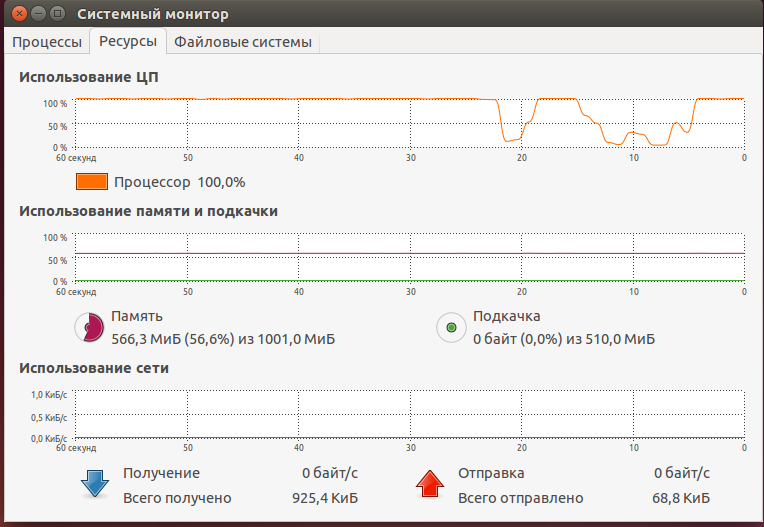 Системный монитор
Процессы Ресурсы Файловые системы
Использование ЦП
100 %
50 %
0 %
60 секунд 50 40 30 20 10 0
Процессор 100,0%
Использование памяти и подкачки
100 %
50 %
0 %
60 секунд 50 40 30 20 10 0
Память Подкачка
566,3 МиБ (56,6%) из 1001,0 МиБ 0 байт (0,0%) из 510,0 МиБ
Использование сети
1,0 КиБ/с
0,5 КиБ/с
0,0 КиБ/с
60 секунд 50 40 30 20 10 0
Получение 0 байт/с Отправка 0 байт/с
Всего получено 925,4 КиБ Всего отправлено 68,8 КиБ